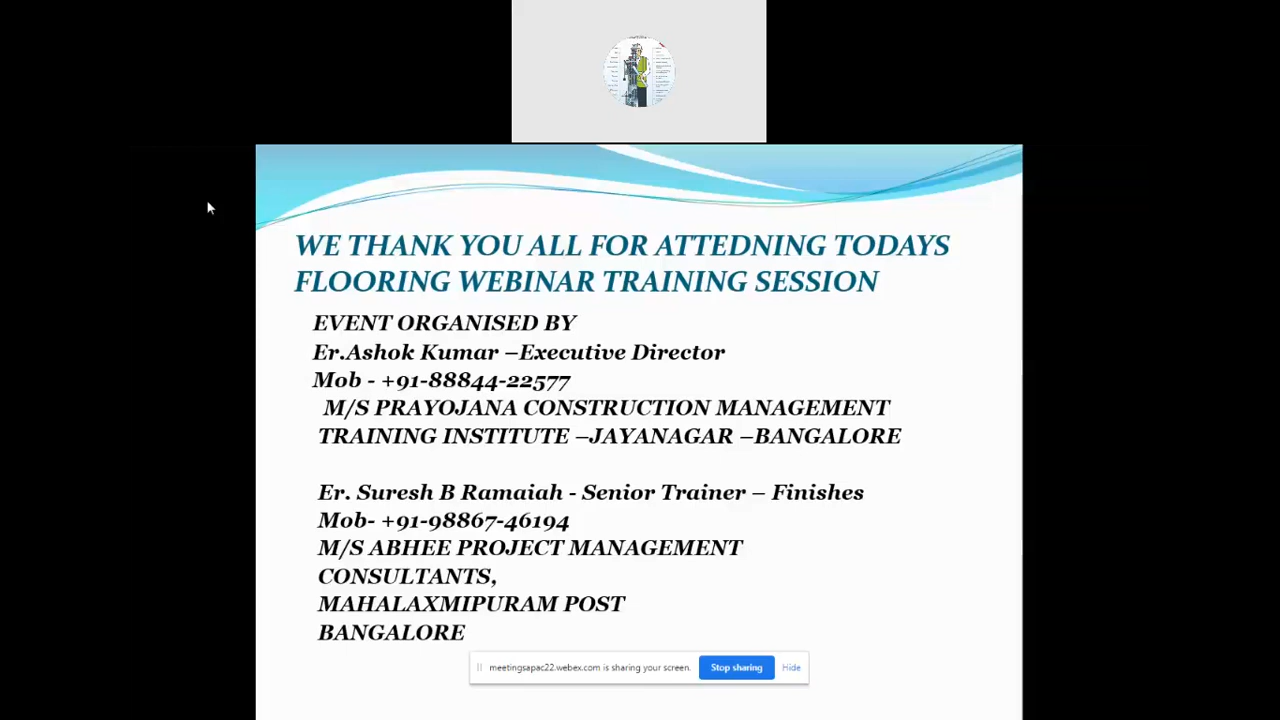 WE THANK YOU ALL FOR ATTEDNING TODAYS
FLOORING WEBINAR TRAINING SESSION
EVENT ORGANISED BY
Er.Ashok Kumar –Executive Director
Mob - +91-88844-22577
M/S PRAYOJANA CONSTRUCTION MANAGEMENT
TRAINING INSTITUTE –JAYANAGAR –BANGALORE
Er. Suresh B Ramaiah - Senior Trainer – Finishes
Mob- +91-98867-46194
M/S ABHEE PROJECT MANAGEMENT
CONSULTANTS,
MAHALAXMIPURAM POST
BANGALORE
meetingsapac22.webex.com is sharing your screen. Stop sharing Hide